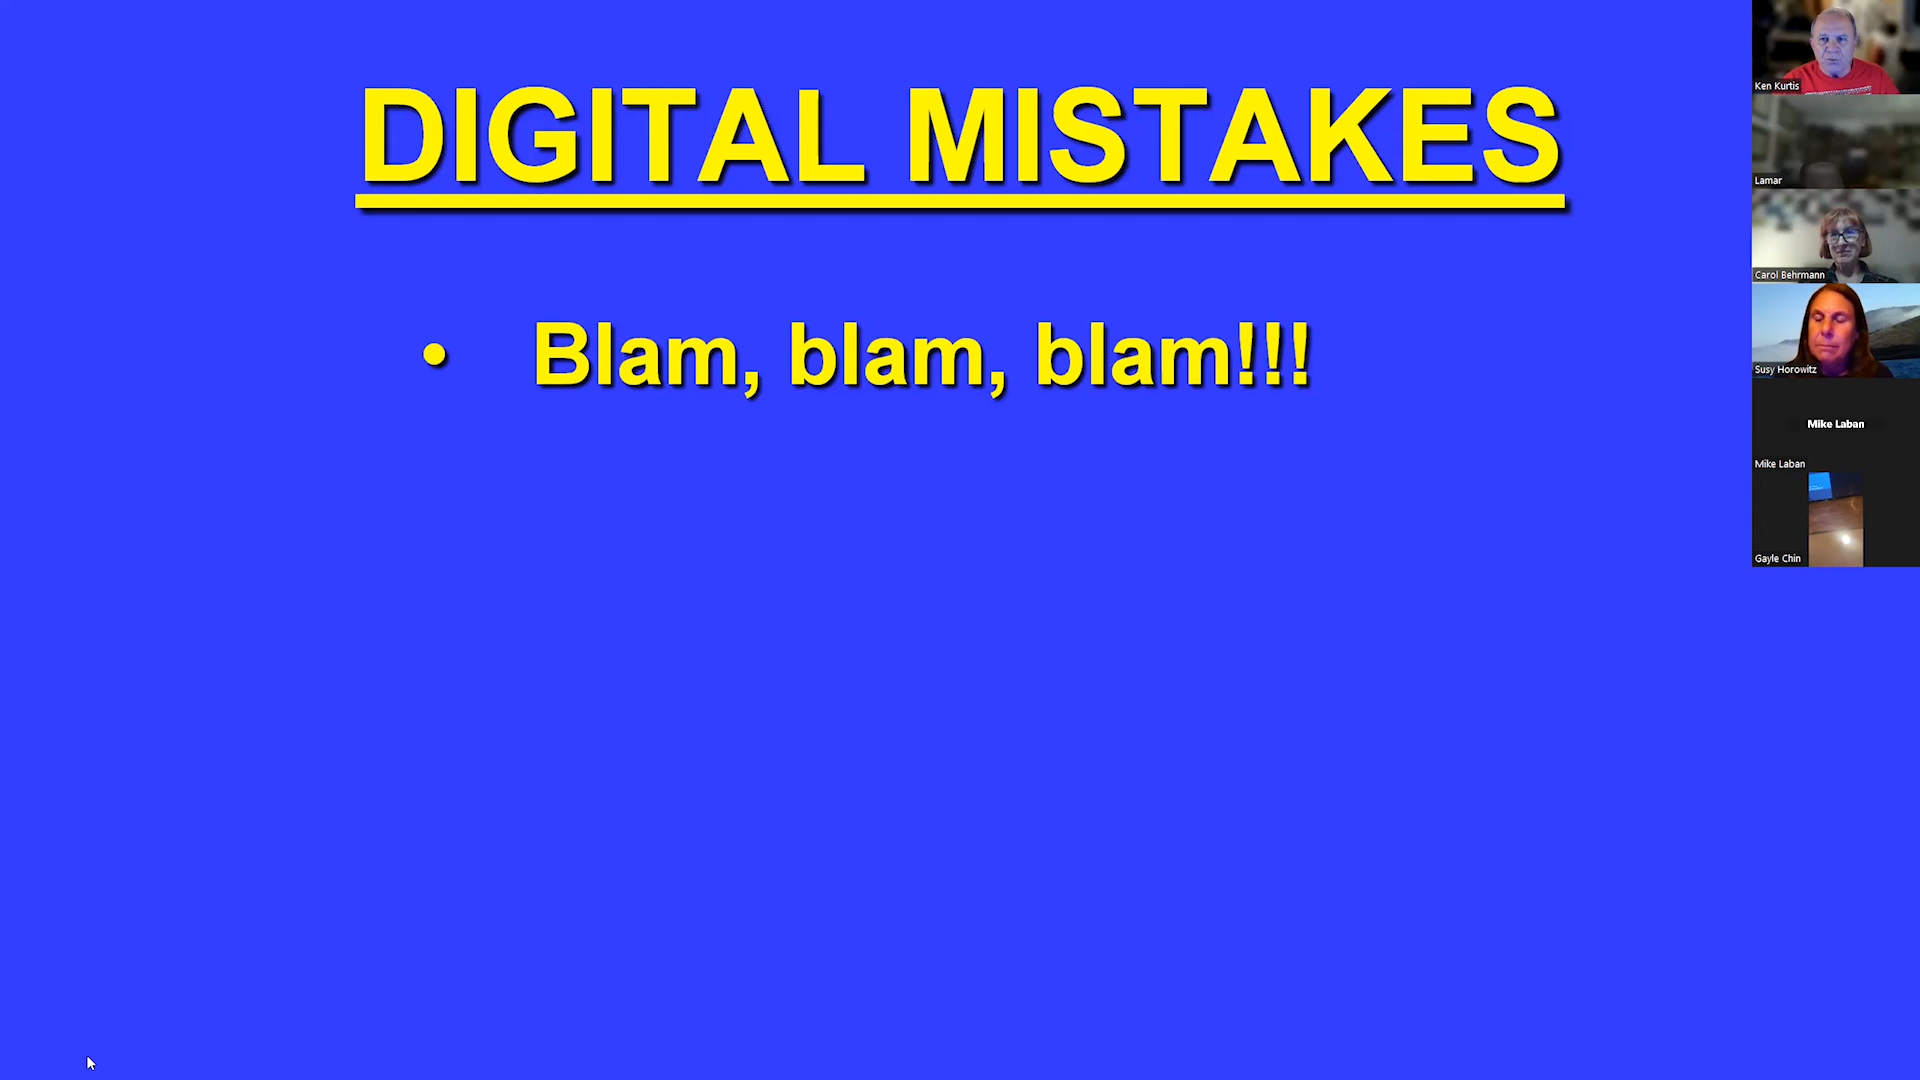 DIGITAL MISTAKES
• Blam, blam, blam!!!
Ken Kurtis
Lamar
Carol Behrmann
Susy Horowitz
Mike Laban
Mike Laban
Gayle Chin